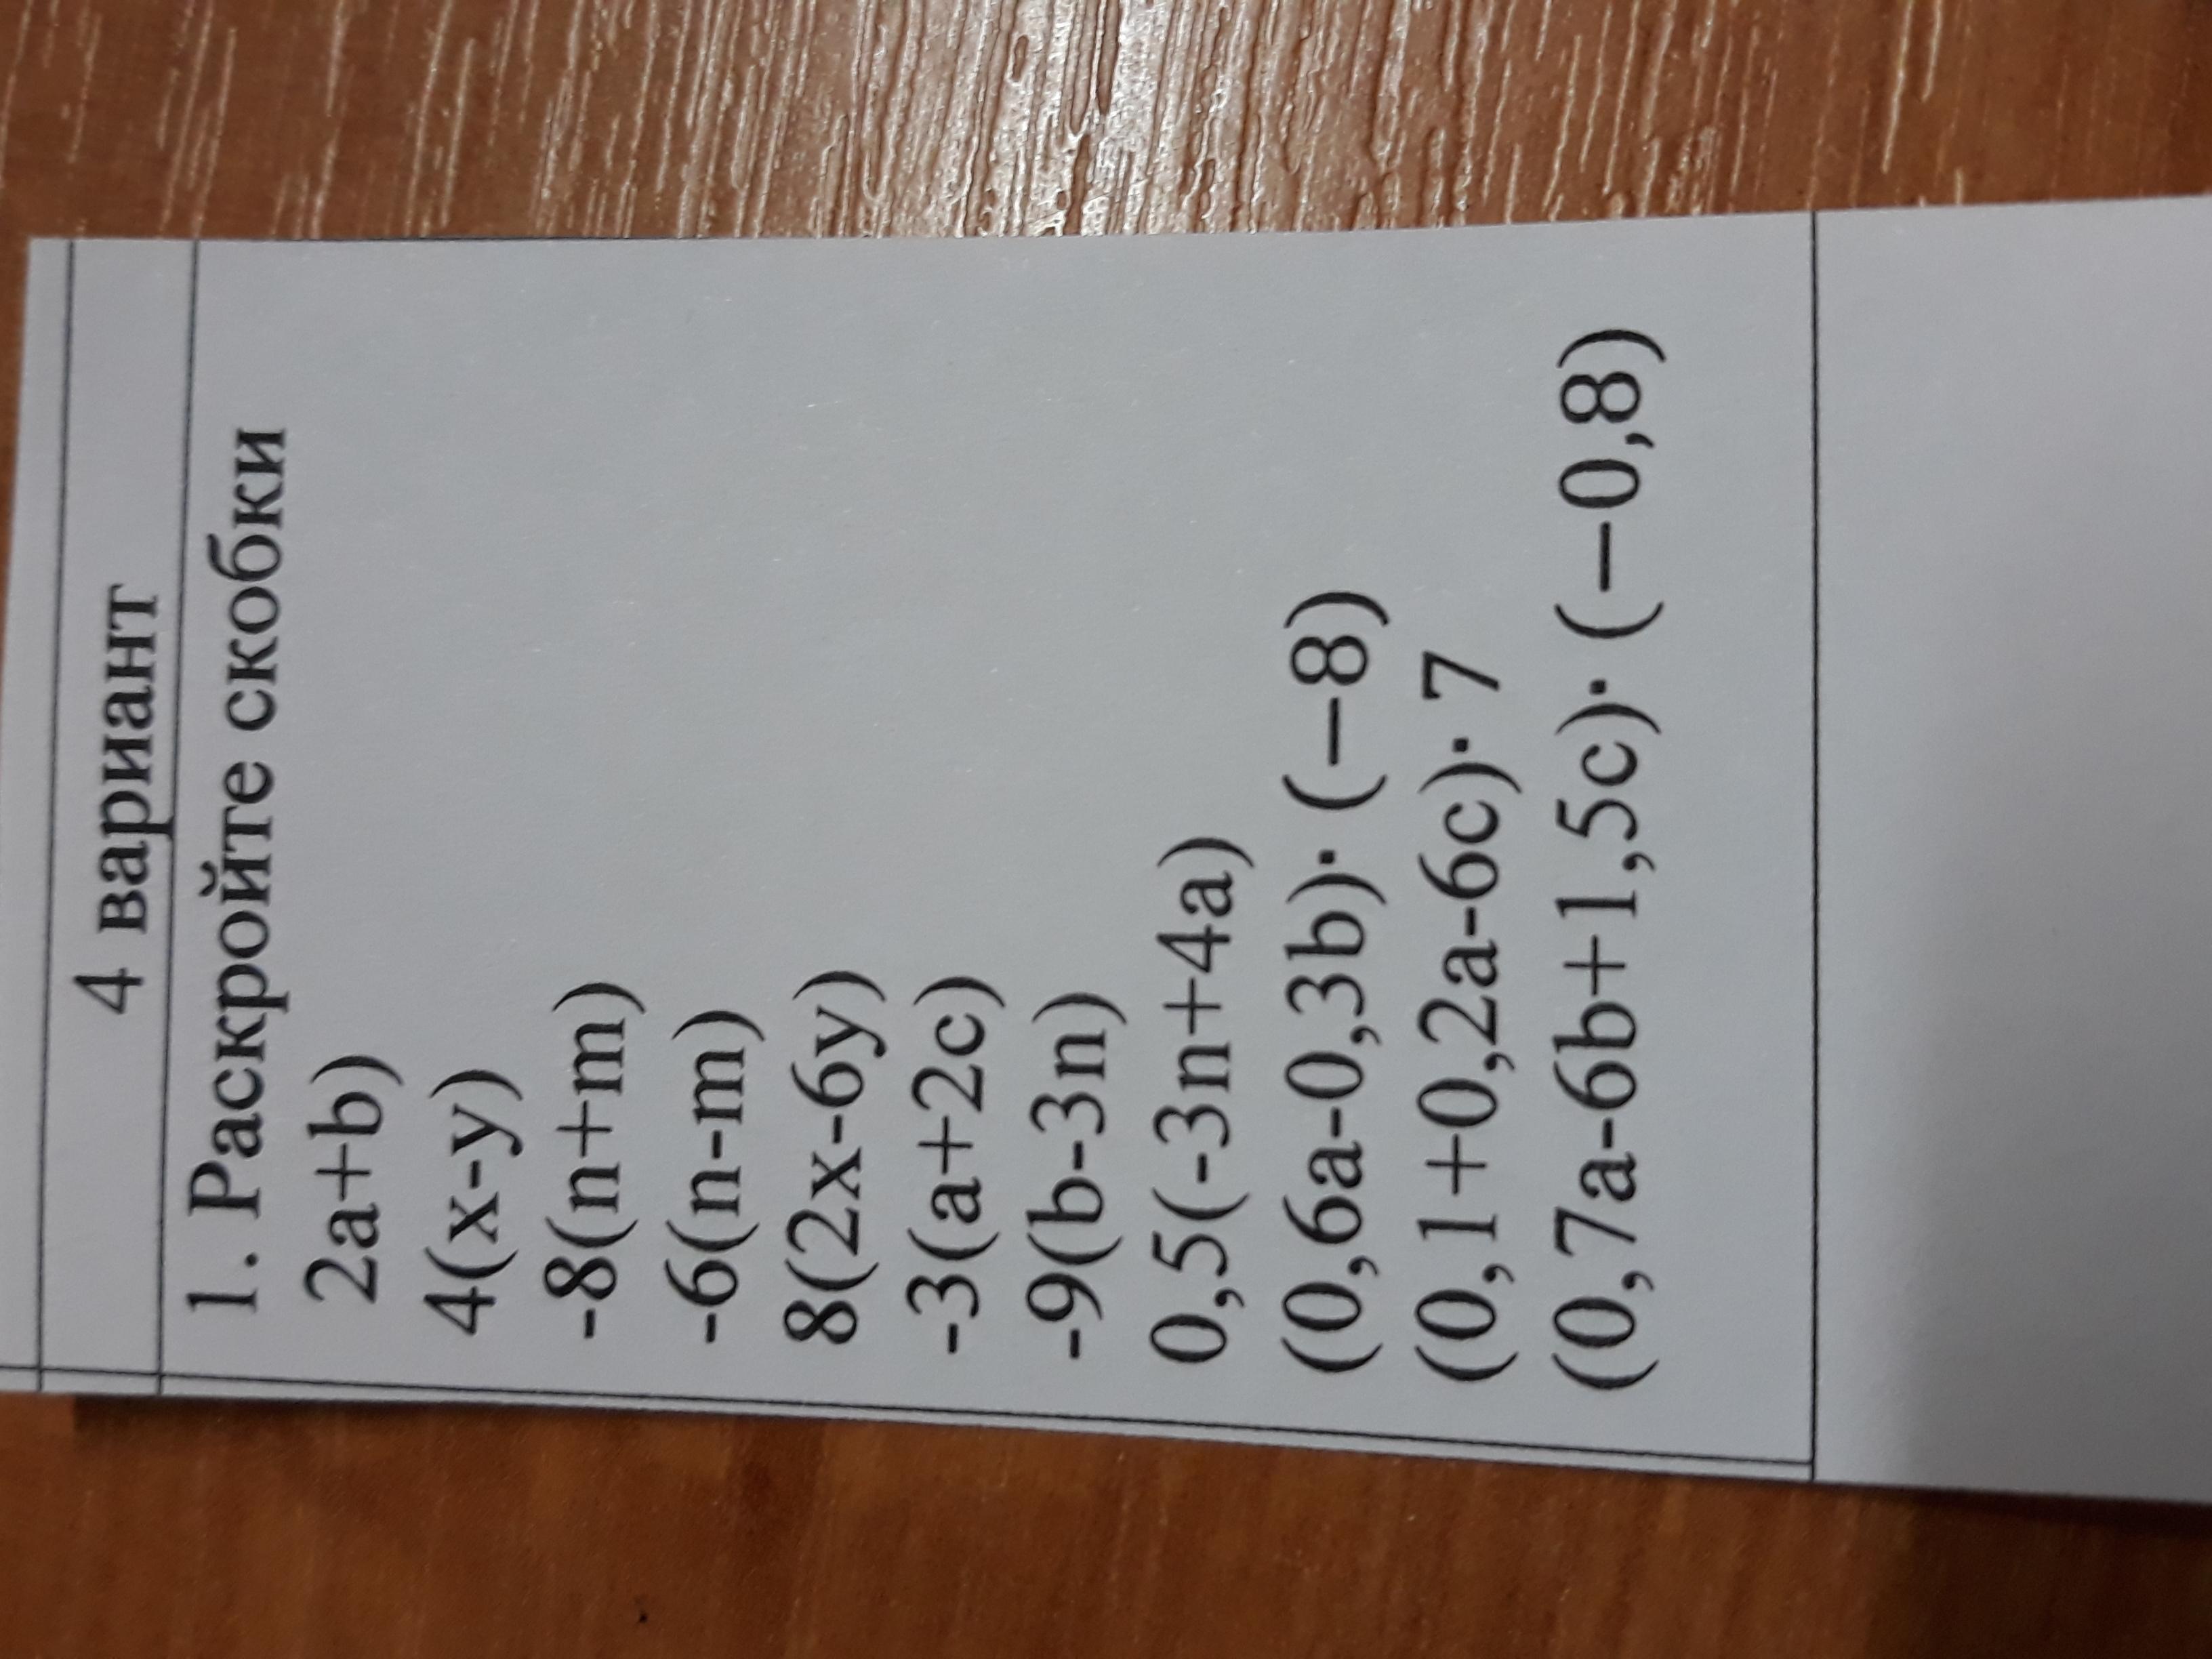 4 вариант
1. Раскройте скобки
2a+b)
4(x-y)
-8(n+m)
-6(n-m)
8(2x-6y)
-3(a+2c)
-9(b-3n)
0,5(-3n+4a)
(0,6a-0,3b)· (−8)
(0,1+0,2a-6c)· 7
(0,7a-6b+1,5c)· (−0,8)